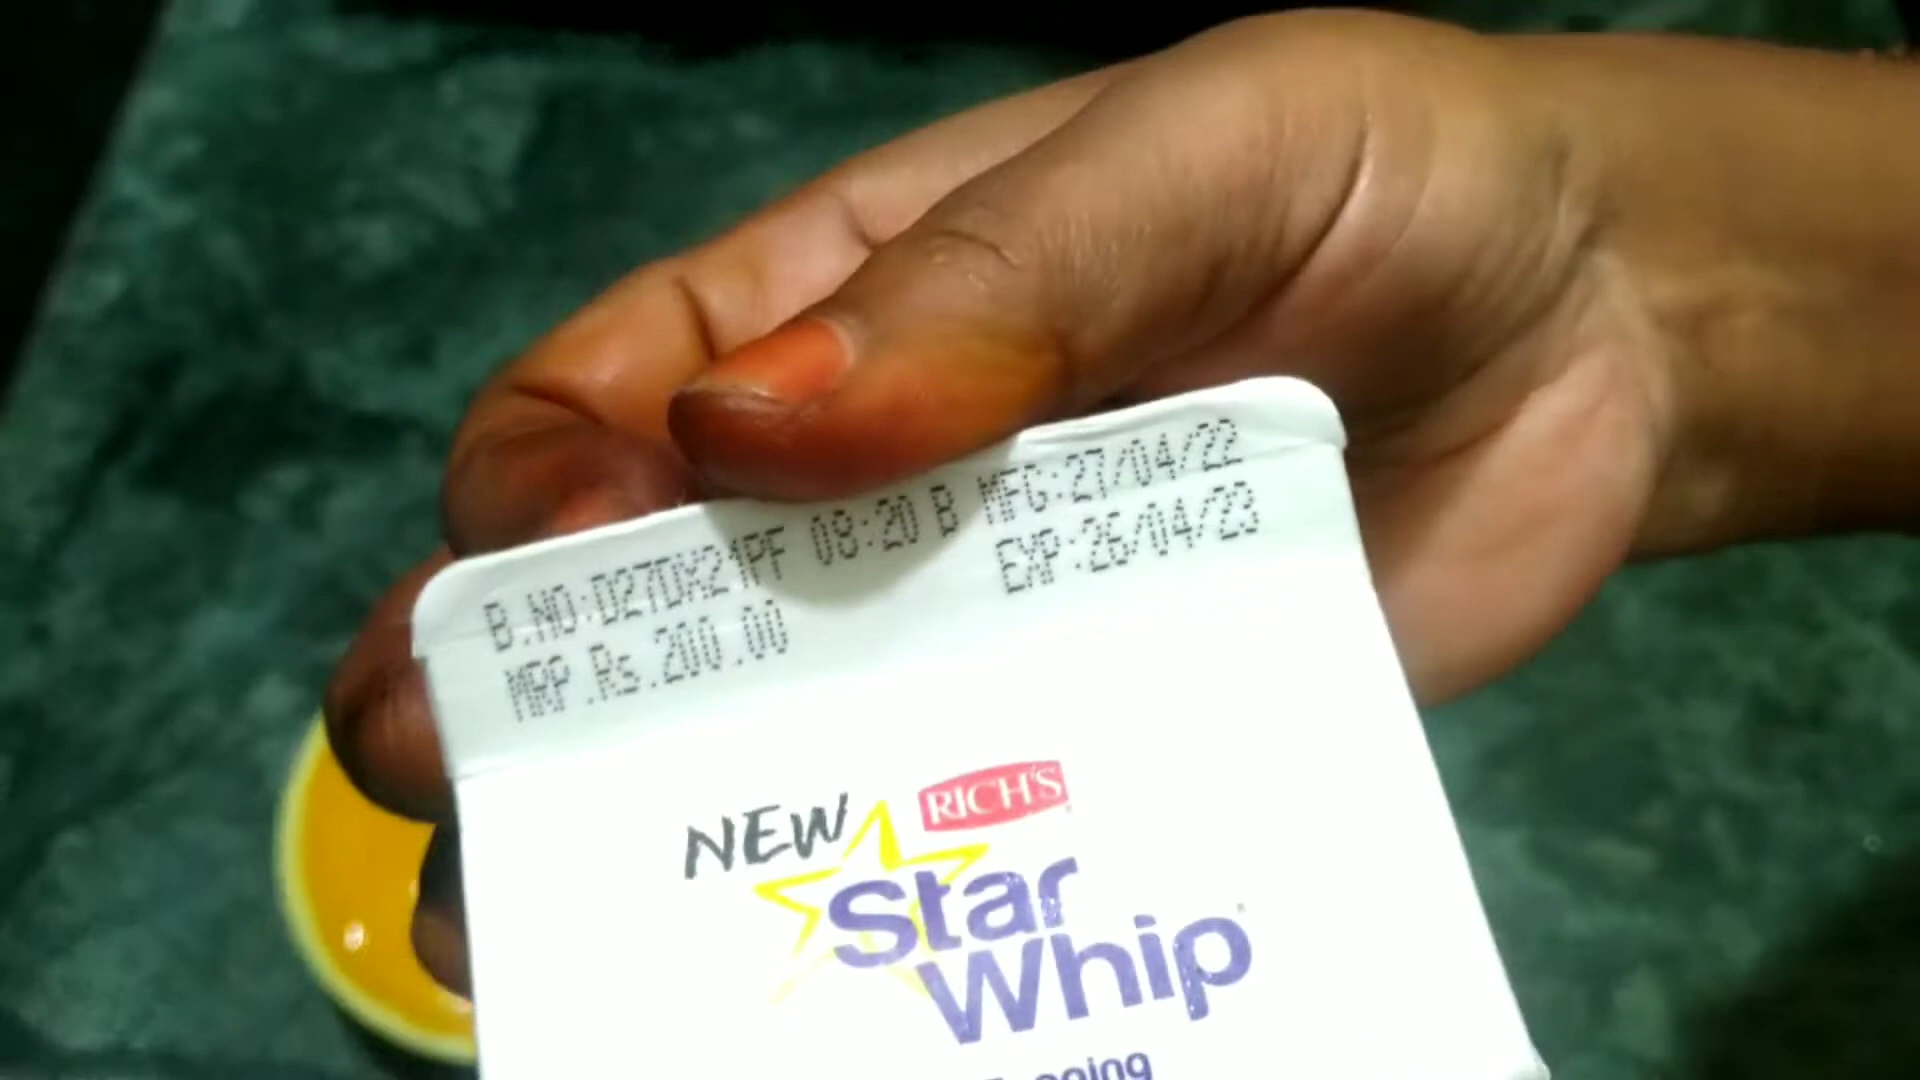 B.NO:D27DX21PF 08:20 B MFG:27/04/22
MRP.Rs.200.00 EXP:26/04/23
NEW RICH'S
Star
Whip